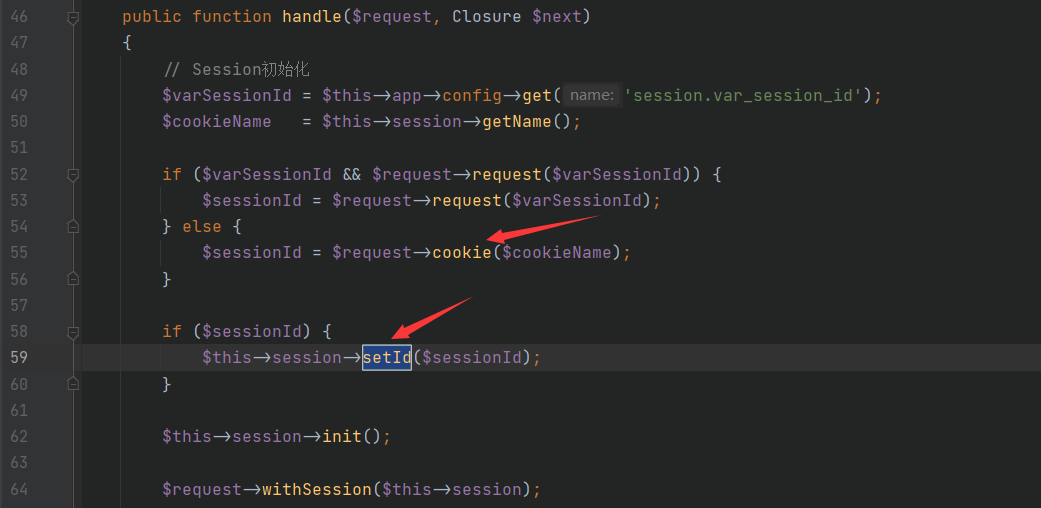 46 public function handle($request, Closure $next)
47 {
48 // Session初始化
49 $varSessionId = $this->app->config->get( name: 'session.var_session_id');
50 $cookieName = $this->session->getName();
51
52 if ($varSessionId && $request->request($varSessionId)) {
53 $sessionId = $request->request($varSessionId);
54 } else {
55 $sessionId = $request->cookie($cookieName);
56 }
57
58 if ($sessionId) {
59 $this->session->setId($sessionId);
60 }
61
62 $this->session->init();
63
64 $request->withSession($this->session);